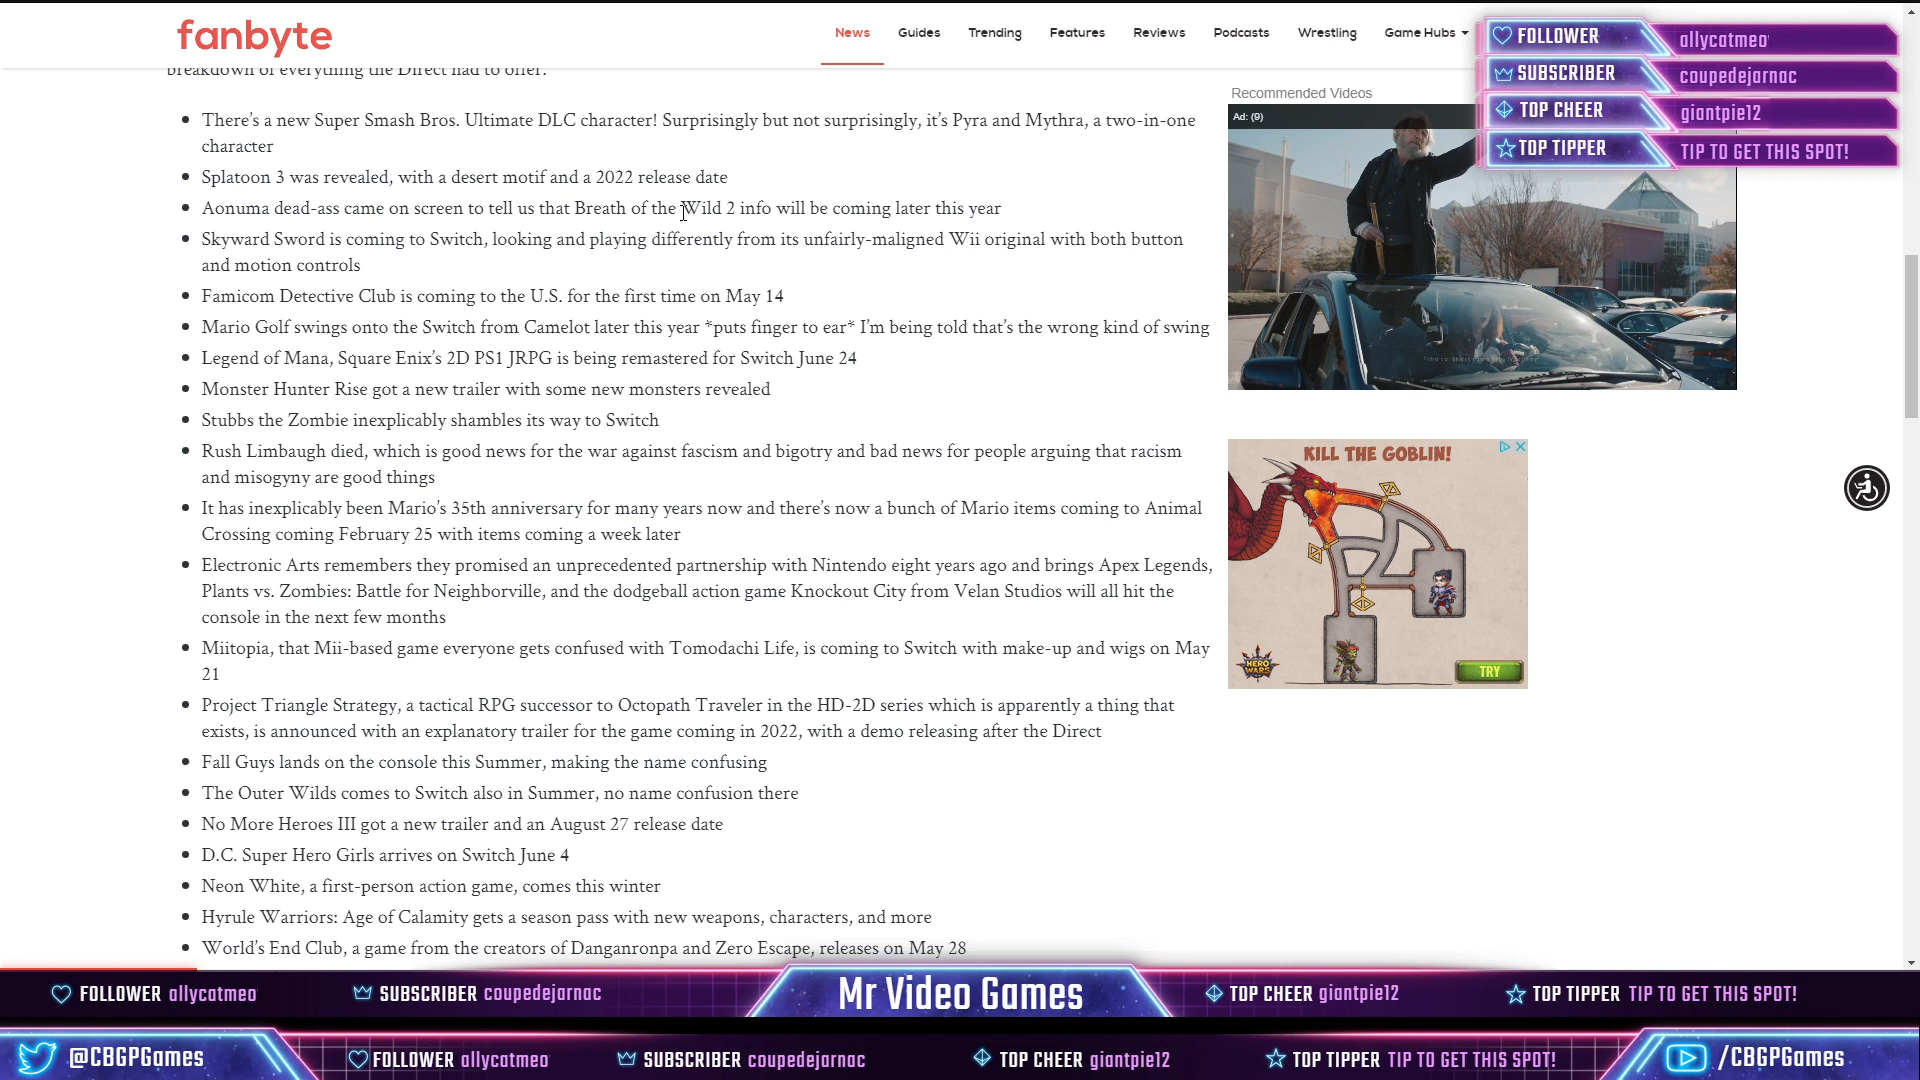 fanbyte
News Guides Trending Features Reviews Podcasts Wrestling Game Hubs
FOLLOWER allycatmeo
SUBSCRIBER coupedejarnac
TOP CHEER giantpie12
TOP TIPPER TIP TO GET THIS SPOT!
breakdown of everything the Direct had to offer:
There's a new Super Smash Bros. Ultimate DLC character! Surprisingly but not surprisingly, it's Pyra and Mythra, a two-in-one
character
Splatoon 3 was revealed, with a desert motif and a 2022 release date
Aonuma dead-ass came on screen to tell us that Breath of the Wild 2 info will be coming later this year
Skyward Sword is coming to Switch, looking and playing differently from its unfairly-maligned Wii original with both button
and motion controls
Famicom Detective Club is coming to the U.S. for the first time on May 14
Mario Golf swings onto the Switch from Camelot later this year *puts finger to ear* I'm being told that's the wrong kind of swing
Legend of Mana, Square Enix's 2D PS1 JRPG is being remastered for Switch June 24
Monster Hunter Rise got a new trailer with some new monsters revealed
Stubbs the Zombie inexplicably shambles its way to Switch
Rush Limbaugh died, which is good news for the war against fascism and bigotry and bad news for people arguing that racism
and misogyny are good things
It has inexplicably been Mario's 35th anniversary for many years now and there's now a bunch of Mario items coming to Animal
Crossing coming February 25 with items coming a week later
Electronic Arts remembers they promised an unprecedented partnership with Nintendo eight years ago and brings Apex Legends,
Plants vs. Zombies: Battle for Neighborville, and the dodgeball action game Knockout City from Velan Studios will all hit the
console in the next few months
Miitopia, that Mii-based game everyone gets confused with Tomodachi Life, is coming to Switch with make-up and wigs on May
21
Project Triangle Strategy, a tactical RPG successor to Octopath Traveler in the HD-2D series which is apparently a thing that
exists, is announced with an explanatory trailer for the game coming in 2022, with a demo releasing after the Direct
Fall Guys lands on the console this Summer, making the name confusing
The Outer Wilds comes to Switch also in Summer, no name confusion there
No More Heroes III got a new trailer and an August 27 release date
D.C. Super Hero Girls arrives on Switch June 4
Neon White, a first-person action game, comes this winter
Hyrule Warriors: Age of Calamity gets a season pass with new weapons, characters, and more
World's End Club, a game from the creators of Danganronpa and Zero Escape, releases on May 28
Recommended Videos
Ad: (9)
KILL THE GOBLIN!
HERO WARS
TRY
FOLLOWER allycatmeo SUBSCRIBER coupedejarnac Mr Video Games TOP CHEER giantpie12 TOP TIPPER TIP TO GET THIS SPOT!
@CBGPGames FOLLOWER allycatmeo SUBSCRIBER coupedejarnac TOP CHEER giantpie12 TOP TIPPER TIP TO GET THIS SPOT! /CBGPGames